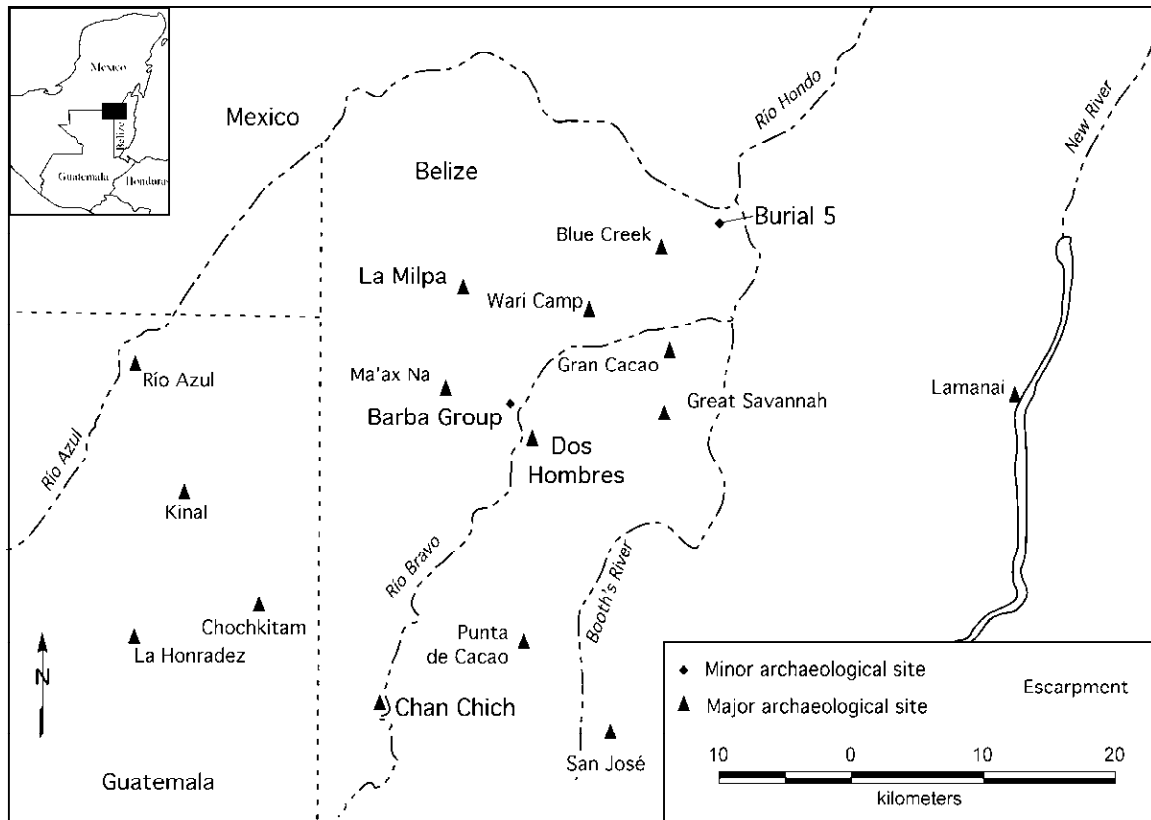 Mexico
Belize
Guatemala
Honduras
Mexico
Belize
Río Hondo
New River
Burial 5
Blue Creek
La Milpa
Wari Camp
Río Azul
Ma'ax Na
Gran Cacao
Barba Group
Great Savannah
Lamanai
Río Azul
Dos
Hombres
Kinal
Río Bravo
Booth's River
Chochkitam
La Honradez
Punta
de Cacao
N
Chan Chich
San José
Guatemala
Minor archaeological site
Escarpment
Major archaeological site
10 0 10 20
kilometers